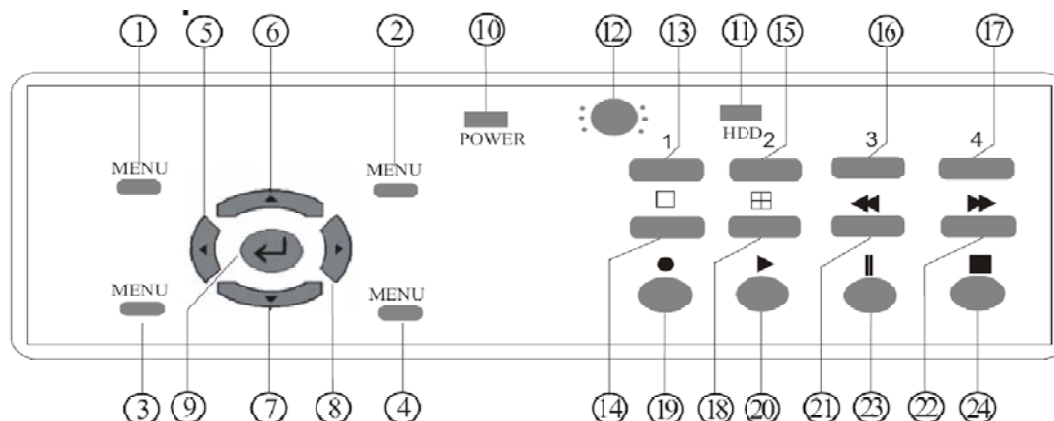 ① ⑤ ⑥ ② ⑩ ⑫ ⑬ ⑪ ⑮ ⑯ ⑰
POWER HDD
1 2 3 4
MENU MENU
MENU MENU
③ ⑨ ⑦ ⑧ ④ ⑭ ⑲ ⑱ ⑳ ㉑ ㉓ ㉒ ㉔